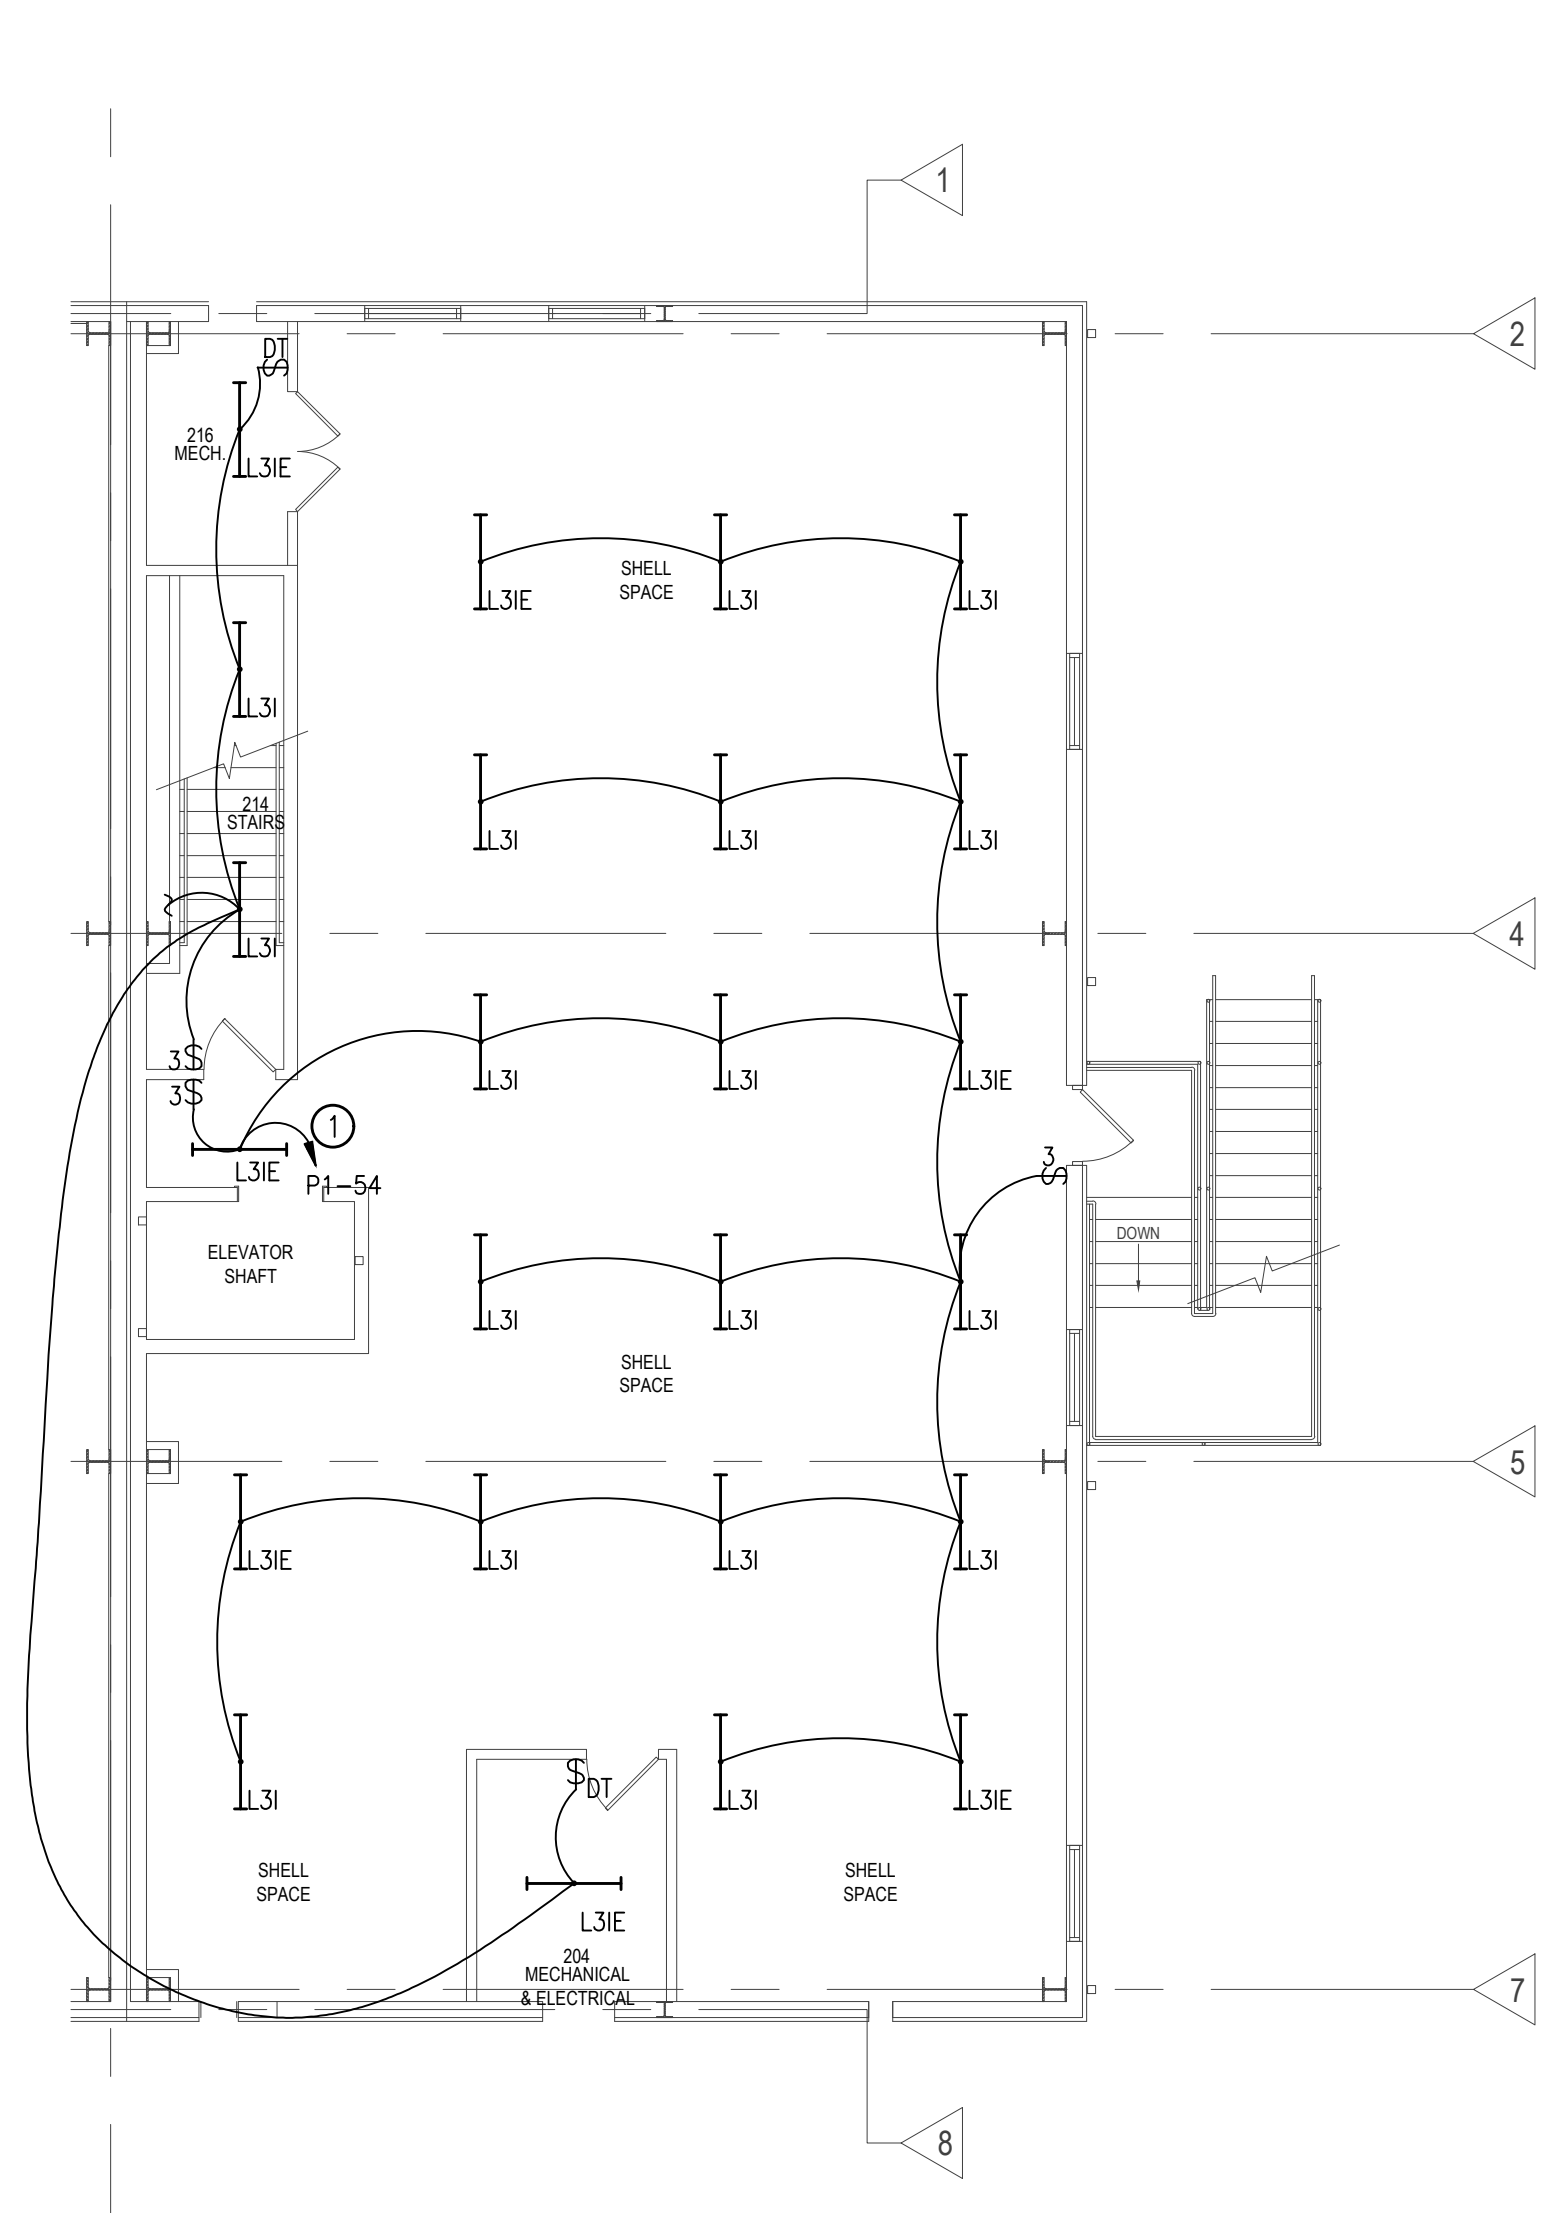 1
2
DT
216
MECH.
L3IE
SHELL
SPACE
L3IE
L3I
L3I
L3I
214
STAIRS
L3I
L3I
L3I
4
L3I
3$
3$
L3I
L3I
L3IE
1
L3IE
P1-54
3
ELEVATOR
SHAFT
DOWN
L3I
L3I
L3I
SHELL
SPACE
5
L3IE
L3I
L3I
L3I
$DT
L3I
L3I
L3IE
SHELL
SPACE
SHELL
SPACE
L3IE
204
MECHANICAL
& ELECTRICAL
7
8